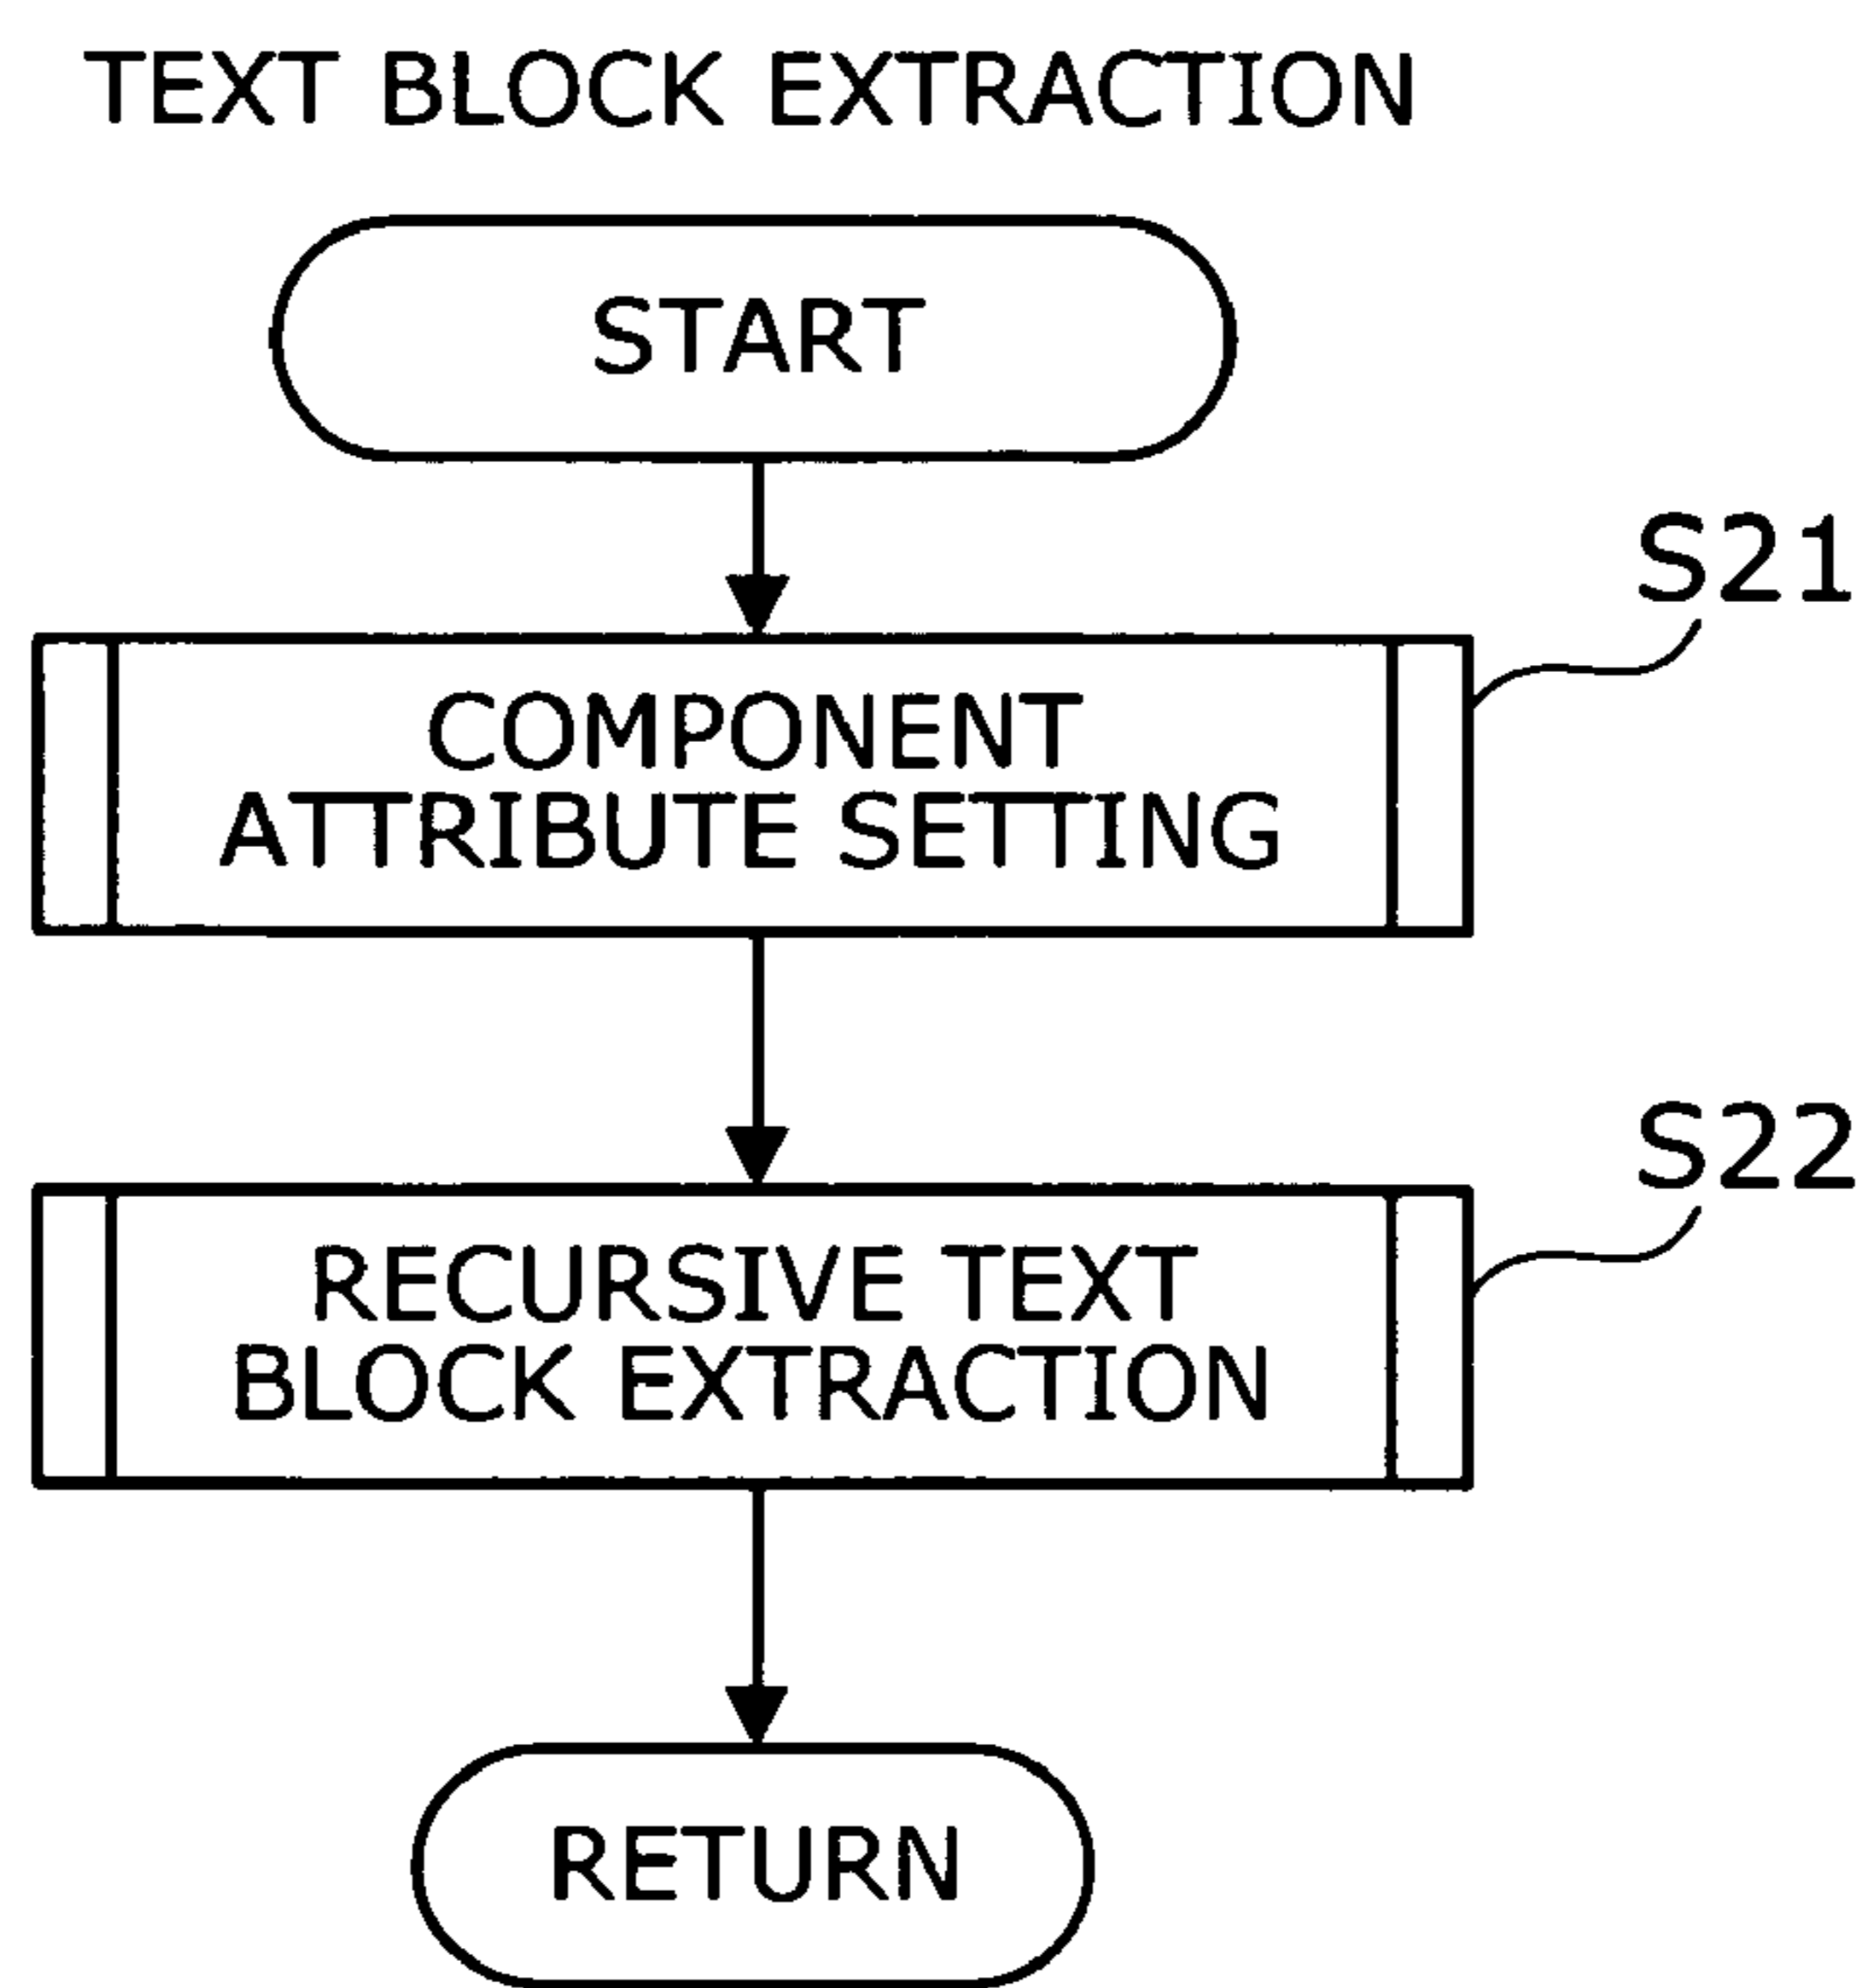 TEXT BLOCK EXTRACTION
START
S21
COMPONENT
ATTRIBUTE SETTING
S22
RECURSIVE TEXT
BLOCK EXTRACTION
RETURN